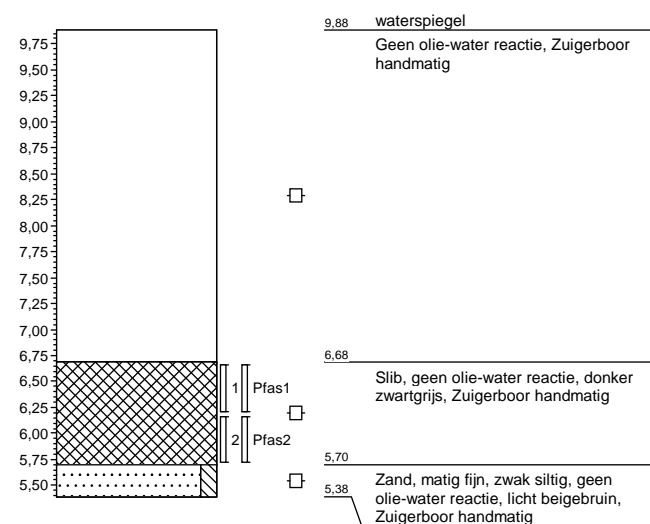 9,88 waterspiegel
9,75
Geen olie-water reactie, Zuigerboor
handmatig
9,50
9,25
9,00
8,75
8,50
8,25
8,00
7,75
7,50
7,25
7,00
6,75
6,68
6,50
1 Pfas1
Slib, geen olie-water reactie, donker
zwartgrijs, Zuigerboor handmatig
6,25
6,00
2 Pfas2
5,75
5,70
5,50
Zand, matig fijn, zwak siltig, geen
5,38
olie-water reactie, licht beigebruin,
Zuigerboor handmatig